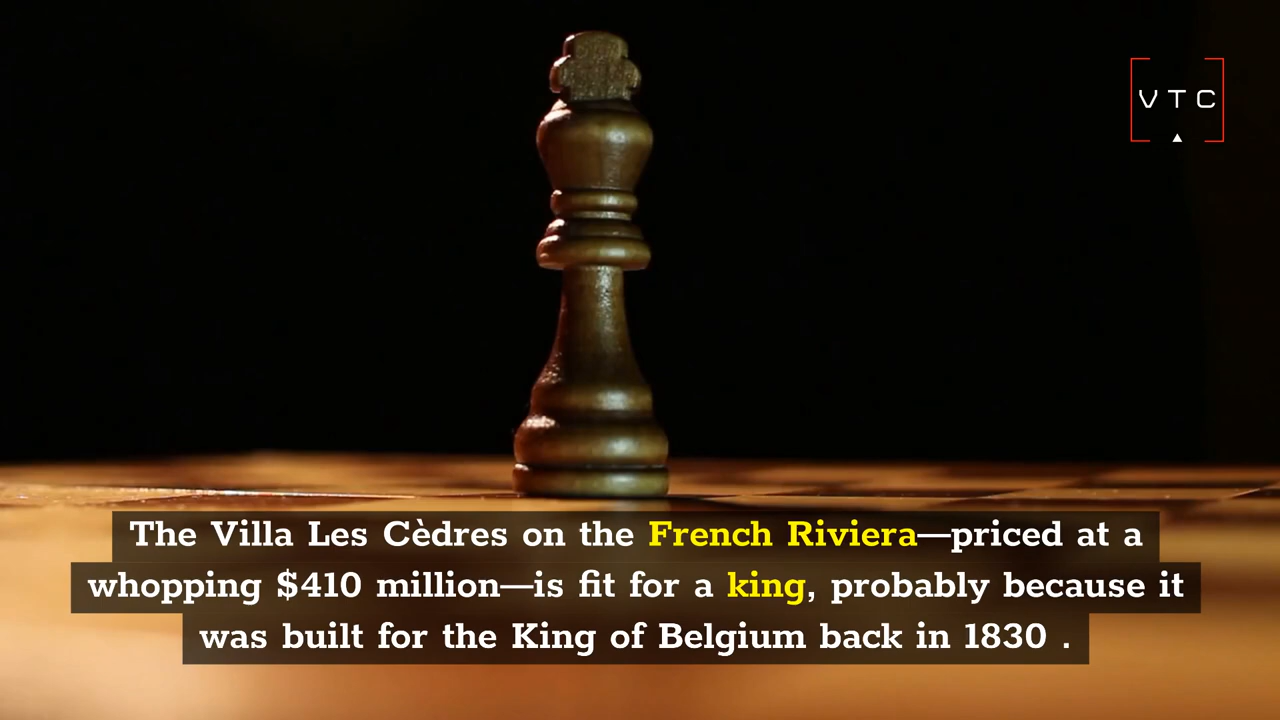 VTC
The Villa Les Cèdres on the French Riviera—priced at a
whopping $410 million—is fit for a king, probably because it
was built for the King of Belgium back in 1830 .